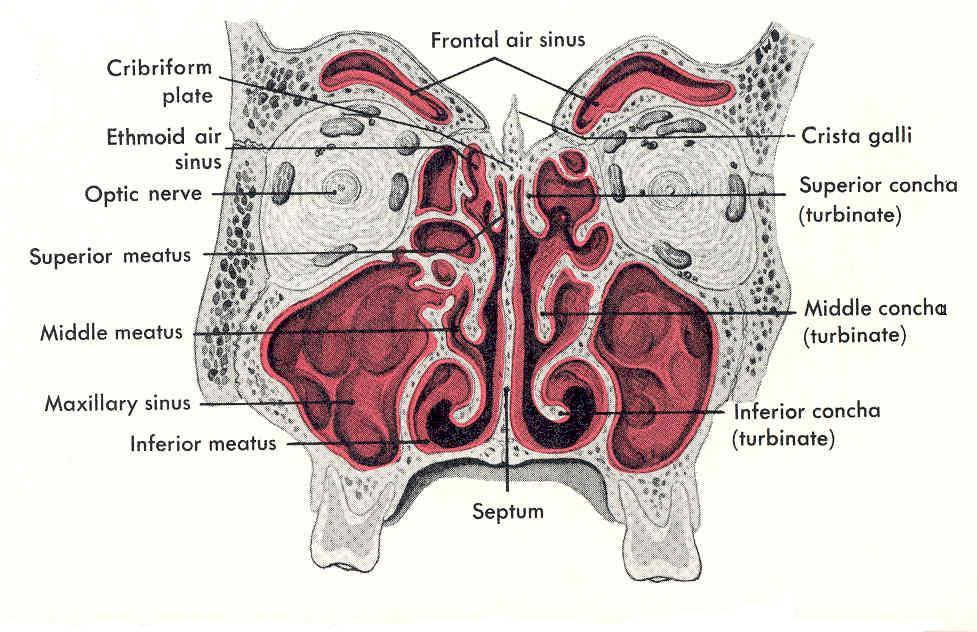 Frontal air sinus
Cribriform
plate
Ethmoid air
sinus
Optic nerve
Superior meatus
Middle meatus
Maxillary sinus
Inferior meatus
Septum
Crista galli
Superior concha
(turbinate)
Middle concha
(turbinate)
Inferior concha
(turbinate)